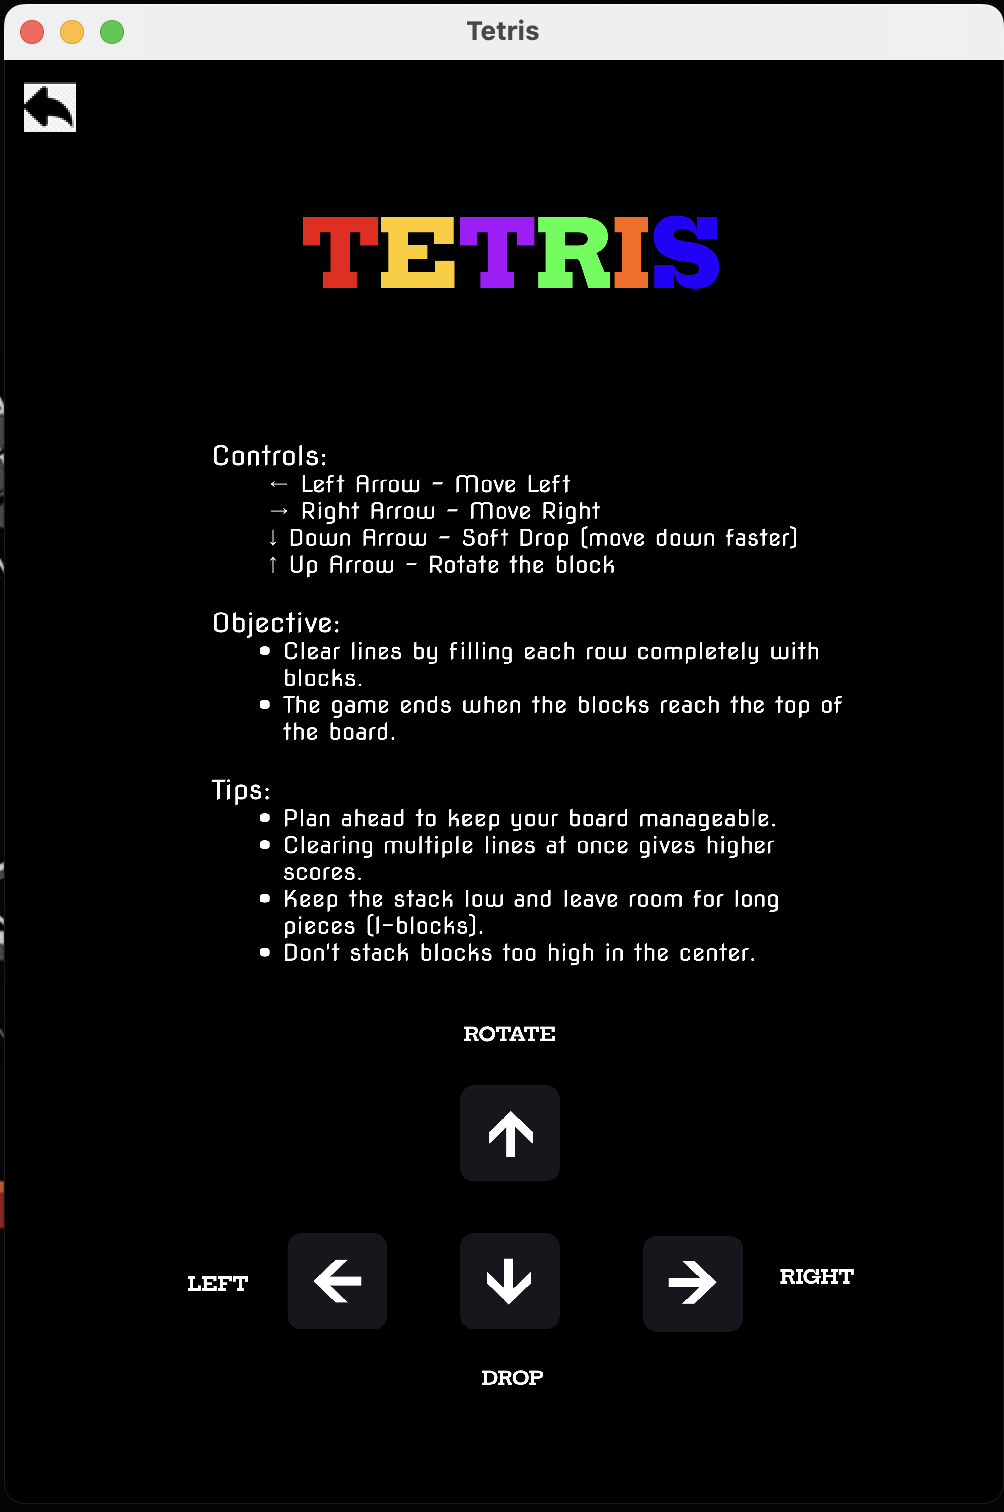 Tetris
TETRIS
Controls:
← Left Arrow - Move Left
→ Right Arrow - Move Right
↓ Down Arrow - Soft Drop (move down faster)
↑ Up Arrow - Rotate the block
Objective:
• Clear lines by filling each row completely with
blocks.
• The game ends when the blocks reach the top of
the board.
Tips:
• Plan ahead to keep your board manageable.
• Clearing multiple lines at once gives higher
scores.
• Keep the stack low and leave room for long
pieces (I-blocks).
• Don't stack blocks too high in the center.
ROTATE
↑
LEFT ← ↓ → RIGHT
DROP